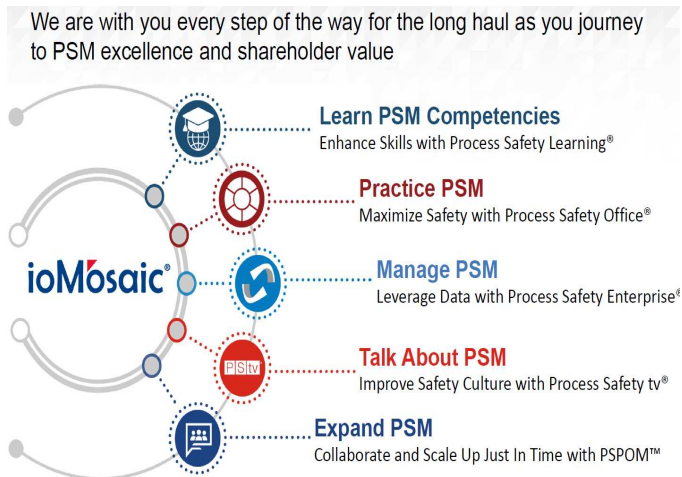 We are with you every step of the way for the long haul as you journey
to PSM excellence and shareholder value
Learn PSM Competencies
Enhance Skills with Process Safety Learning®
Practice PSM
Maximize Safety with Process Safety Office®
ioMosaic®
Manage PSM
Leverage Data with Process Safety Enterprise®
PStv
Talk About PSM
Improve Safety Culture with Process Safety tv®
Expand PSM
Collaborate and Scale Up Just In Time with PSPOM™